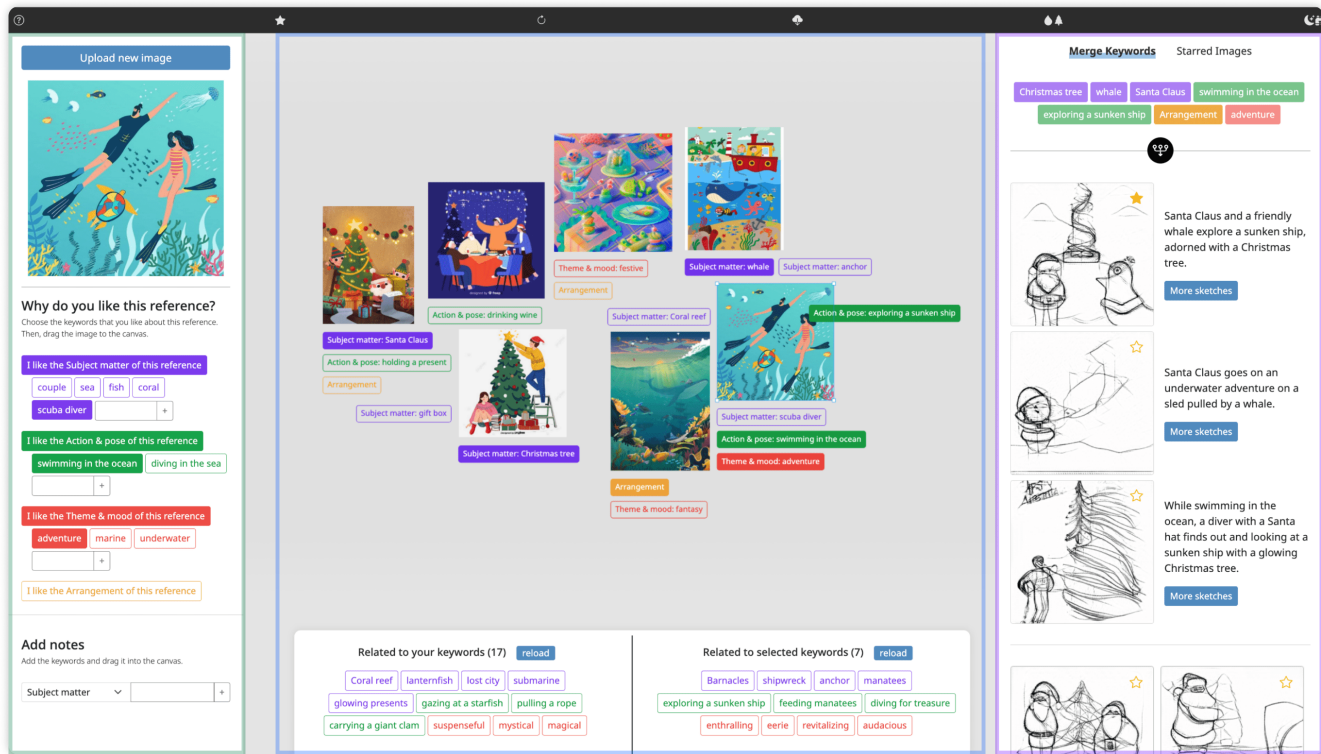 Upload new image
Why do you like this reference?
Choose the keywords that you like about this reference.
Then, drag the image to the canvas.
I like the Subject matter of this reference
couple sea fish coral
scuba diver +
I like the Action & pose of this reference
swimming in the ocean diving in the sea
+
I like the Theme & mood of this reference
adventure marine underwater
+
I like the Arrangement of this reference
Add notes
Add the keywords and drag it into the canvas.
Subject matter +
Subject matter: Santa Claus
Action & pose: holding a present
Arrangement
Action & pose: drinking wine
Subject matter: gift box
Subject matter: Christmas tree
Theme & mood: festive
Arrangement
Subject matter: whale Subject matter: anchor
Subject matter: Coral reef
Action & pose: exploring a sunken ship
Subject matter: scuba diver
Action & pose: swimming in the ocean
Theme & mood: adventure
Arrangement
Theme & mood: fantasy
Related to your keywords (17) reload
Coral reef lanternfish lost city submarine
glowing presents gazing at a starfish pulling a rope
carrying a giant clam suspenseful mystical magical
Related to selected keywords (7) reload
Barnacles shipwreck anchor manatees
exploring a sunken ship feeding manatees diving for treasure
enthralling eerie revitalizing audacious
Merge Keywords Starred Images
Christmas tree whale Santa Claus swimming in the ocean
exploring a sunken ship Arrangement adventure
Santa Claus and a friendly
whale explore a sunken ship,
adorned with a Christmas
tree.
More sketches
Santa Claus goes on an
underwater adventure on a
sled pulled by a whale.
More sketches
While swimming in the
ocean, a diver with a Santa
hat finds out and looking at a
sunken ship with a glowing
Christmas tree.
More sketches